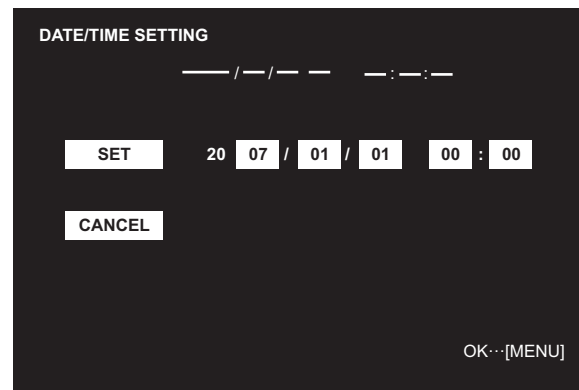 DATE/TIME SETTING
——/—/— — —:—:—
SET 20 07 / 01 / 01 00 : 00
CANCEL
OK···[MENU]